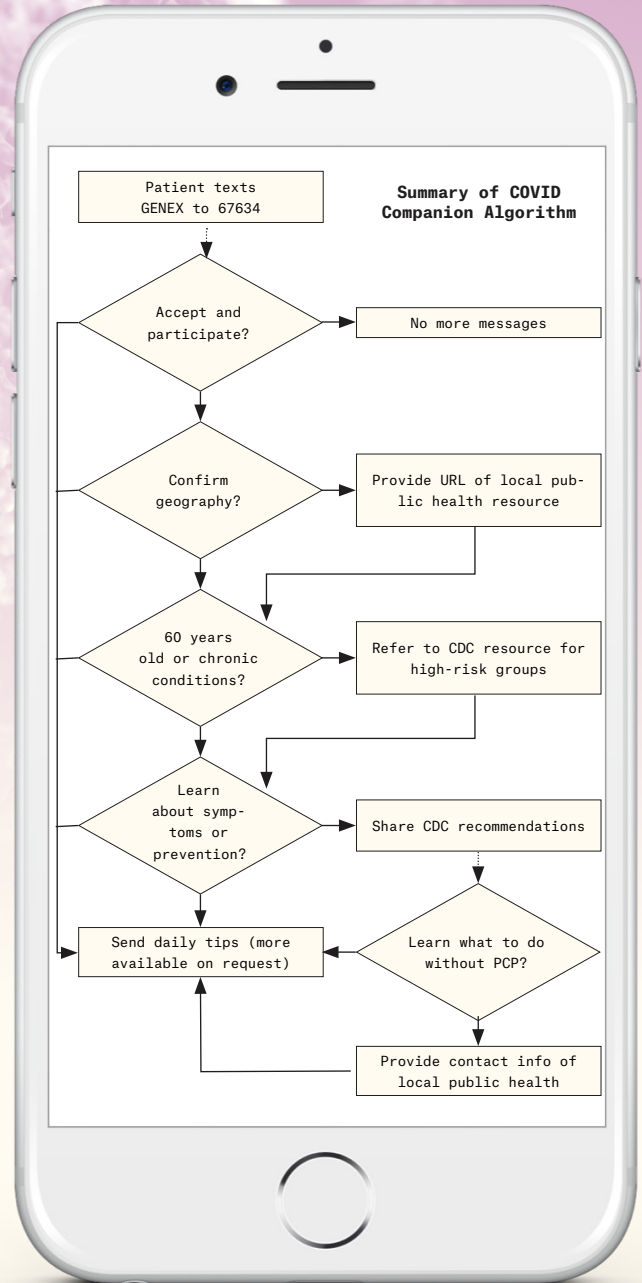 Patient texts
GENEX to 67634
Summary of COVID
Companion Algorithm
Accept and
participate?
No more messages
Confirm
geography?
Provide URL of local pub-
lic health resource
60 years
old or chronic
conditions?
Refer to CDC resource for
high-risk groups
Learn
about symp-
toms or
prevention?
Share CDC recommendations
Send daily tips (more
available on request)
Learn what to do
without PCP?
Provide contact info of
local public health